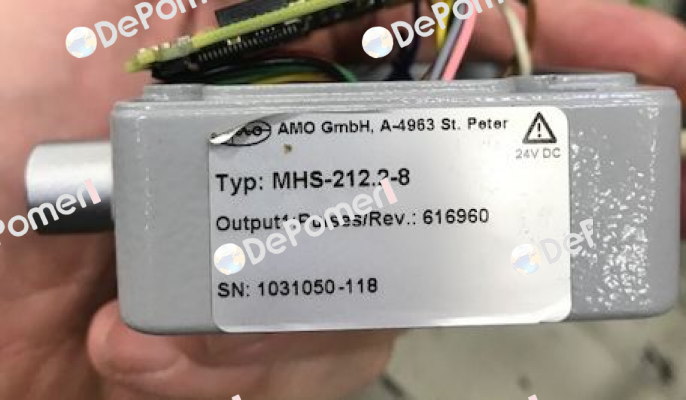 DePomeri
DePomeri
AMO AMO GmbH, A-4963 St. Peter
24V DC
Typ: MHS-212.2-8
DePomeri
Output1:Pulses/Rev.: 616960
DePomeri
SN: 1031050-118